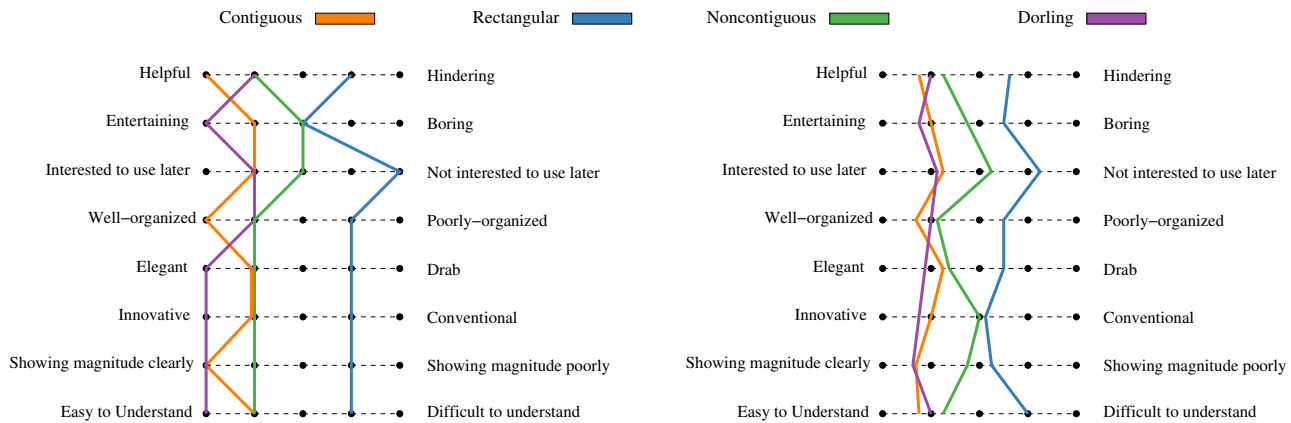 Contiguous Rectangular Noncontiguous Dorling
Helpful Hindering Helpful Hindering
Entertaining Boring Entertaining Boring
Interested to use later Not interested to use later Interested to use later Not interested to use later
Well−organized Poorly−organized Well−organized Poorly−organized
Elegant Drab Elegant Drab
Innovative Conventional Innovative Conventional
Showing magnitude clearly Showing magnitude poorly Showing magnitude clearly Showing magnitude poorly
Easy to Understand Difficult to understand Easy to Understand Difficult to understand